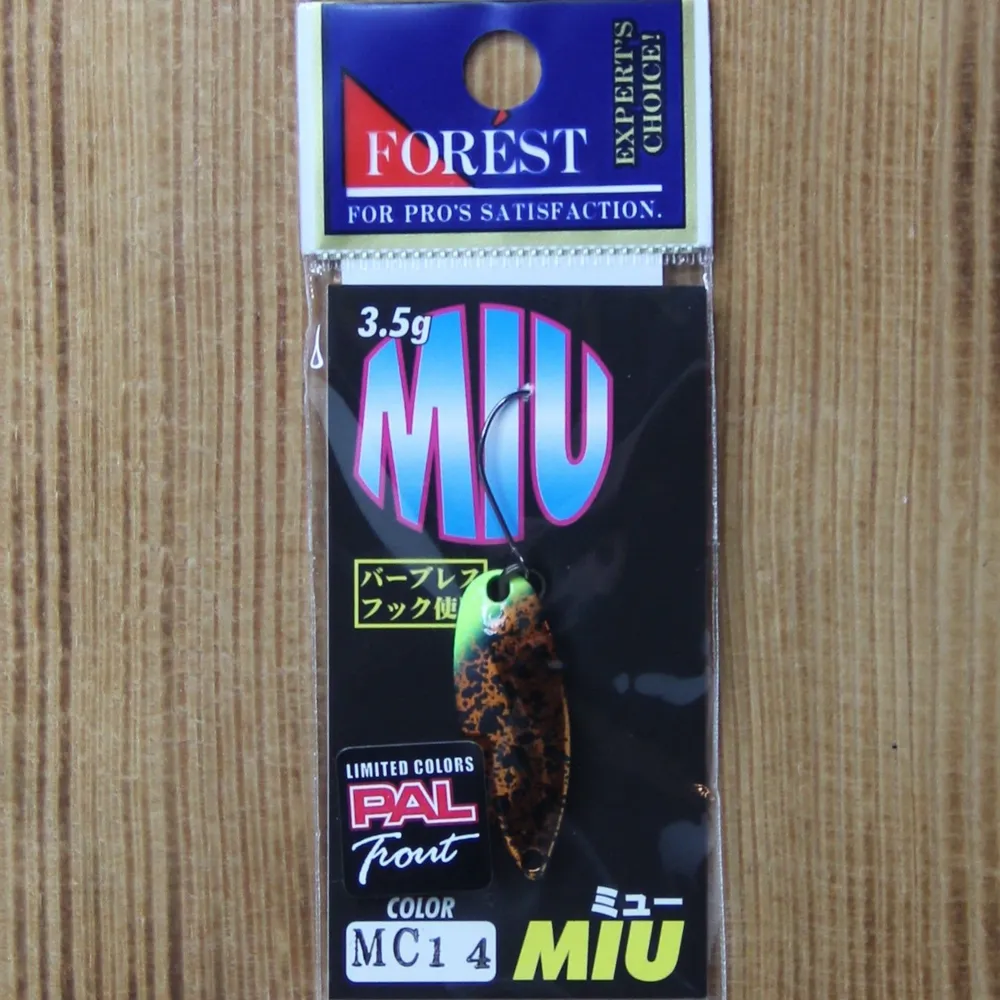 EXPERT'S
CHOICE!
FOREST
FOR PRO'S SATISFACTION.
3.5g
MIU
バーブレス
フック使
LIMITED COLORS
PAL
Trout
COLOR
MC14
ミュー
MIU